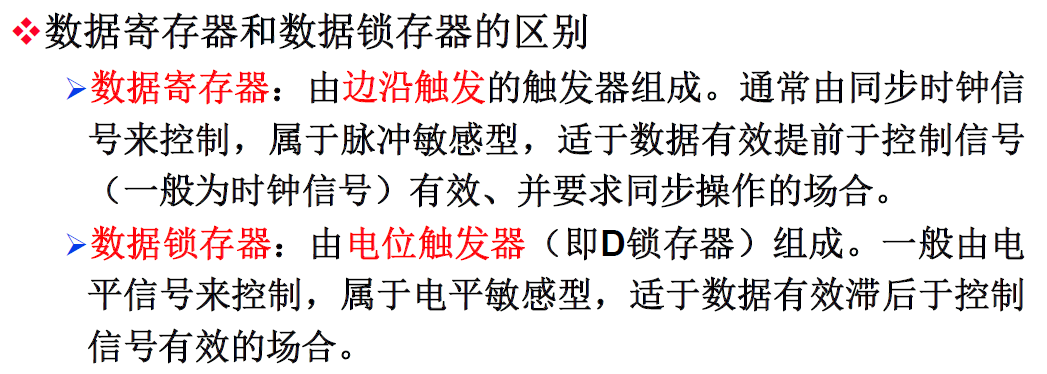 ❖数据寄存器和数据锁存器的区别
➢数据寄存器：由边沿触发的触发器组成。通常由同步时钟信
号来控制，属于脉冲敏感型，适于数据有效提前于控制信号
（一般为时钟信号）有效、并要求同步操作的场合。
➢数据锁存器：由电位触发器（即D锁存器）组成。一般由电
平信号来控制，属于电平敏感型，适于数据有效滞后于控制
信号有效的场合。